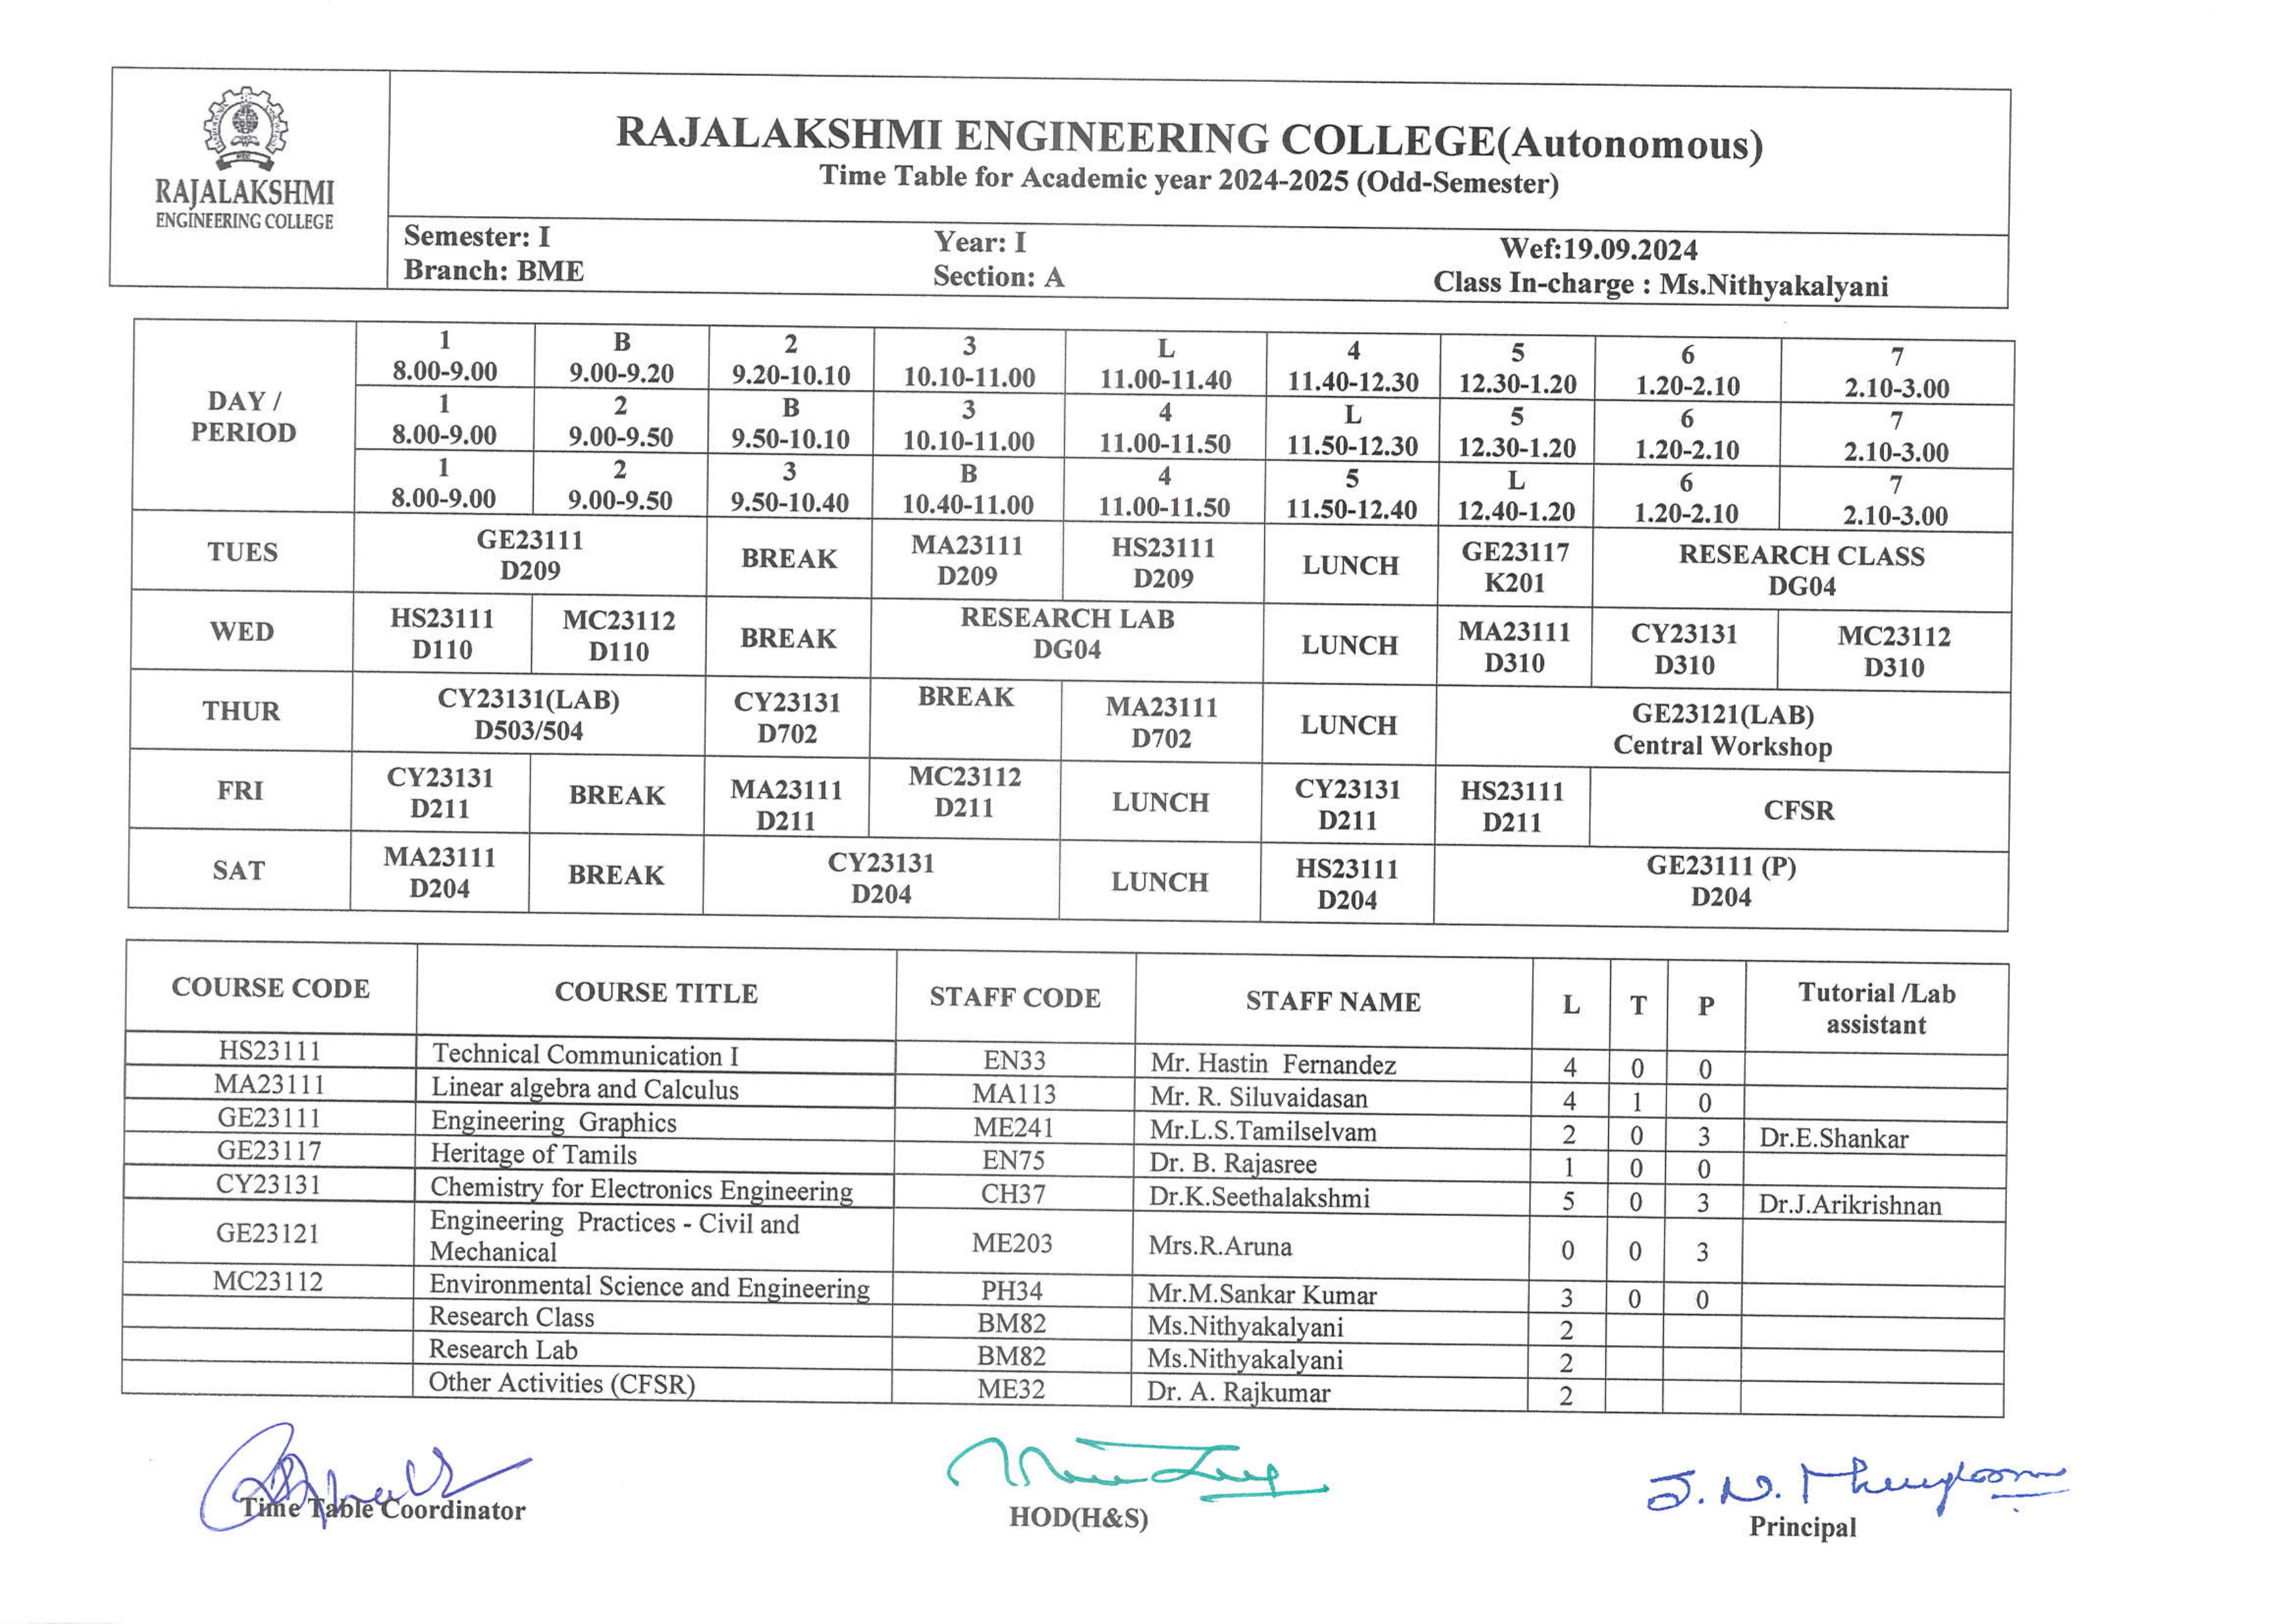 RAJALAKSHMI
ENGINEERING COLLEGE
RAJALAKSHMI ENGINEERING COLLEGE(Autonomous)
Time Table for Academic year 2024-2025 (Odd-Semester)
Semester: I Year: I Wef:19.09.2024
Branch: BME Section: A Class In-charge : Ms.Nithyakalyani
DAY /
PERIOD
1 B 2 3 L 4 5 6 7
8.00-9.00 9.00-9.20 9.20-10.10 10.10-11.00 11.00-11.40 11.40-12.30 12.30-1.20 1.20-2.10 2.10-3.00
1 2 B 3 4 L 5 6 7
8.00-9.00 9.00-9.50 9.50-10.10 10.10-11.00 11.00-11.50 11.50-12.30 12.30-1.20 1.20-2.10 2.10-3.00
1 2 3 B 4 5 L 6 7
8.00-9.00 9.00-9.50 9.50-10.40 10.40-11.00 11.00-11.50 11.50-12.40 12.40-1.20 1.20-2.10 2.10-3.00
TUES GE23111 BREAK MA23111 HS23111 LUNCH GE23117 RESEARCH CLASS
D209 D209 D209 K201 DG04
WED HS23111 MC23112 BREAK RESEARCH LAB LUNCH MA23111 CY23131 MC23112
D110 D110 DG04 D310 D310 D310
THUR CY23131(LAB) CY23131 BREAK MA23111 LUNCH GE23121(LAB)
D503/504 D702 D702 Central Workshop
FRI CY23131 BREAK MA23111 MC23112 LUNCH CY23131 HS23111 CFSR
D211 D211 D211 D211 D211
SAT MA23111 BREAK CY23131 LUNCH HS23111 GE23111 (P)
D204 D204 D204 D204
COURSE CODE COURSE TITLE STAFF CODE STAFF NAME L T P Tutorial /Lab
assistant
HS23111 Technical Communication I EN33 Mr. Hastin Fernandez 4 0 0
MA23111 Linear algebra and Calculus MA113 Mr. R. Siluvaidasan 4 1 0
GE23111 Engineering Graphics ME241 Mr.L.S.Tamilselvam 2 0 3 Dr.E.Shankar
GE23117 Heritage of Tamils EN75 Dr. B. Rajasree 1 0 0
CY23131 Chemistry for Electronics Engineering CH37 Dr.K.Seethalakshmi 5 0 3 Dr.J.Arikrishnan
GE23121 Engineering Practices - Civil and
Mechanical ME203 Mrs.R.Aruna 0 0 3
MC23112 Environmental Science and Engineering PH34 Mr.M.Sankar Kumar 3 0 0
Research Class BM82 Ms.Nithyakalyani 2
Research Lab BM82 Ms.Nithyakalyani 2
Other Activities (CFSR) ME32 Dr. A. Rajkumar 2
Time Table Coordinator HOD(H&S) Principal